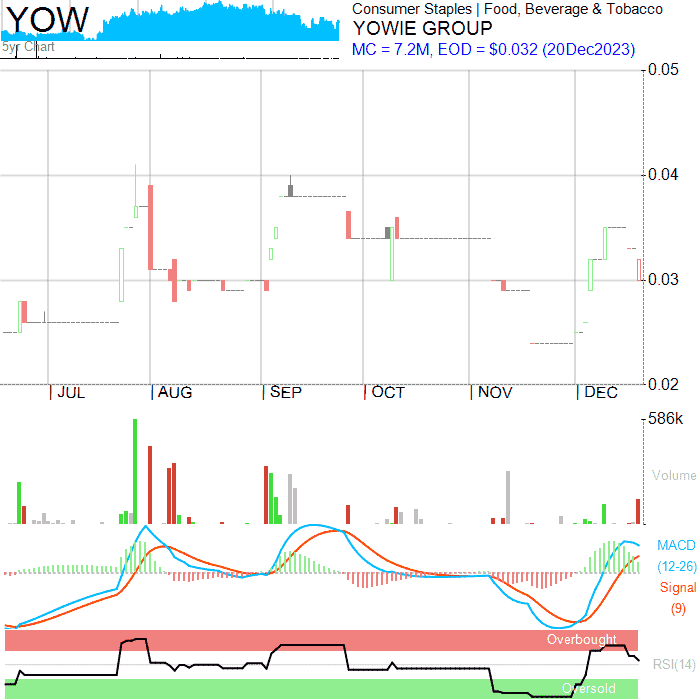 YOW
5yr Chart
Consumer Staples | Food, Beverage & Tobacco
YOWIE GROUP
MC = 7.2M, EOD = $0.032 (20Dec2023)
0.05
0.04
0.03
0.02
JUL AUG SEP OCT NOV DEC
586k
Volume
MACD
(12-26)
Signal
(9)
Overbought
RSI(14)
Oversold